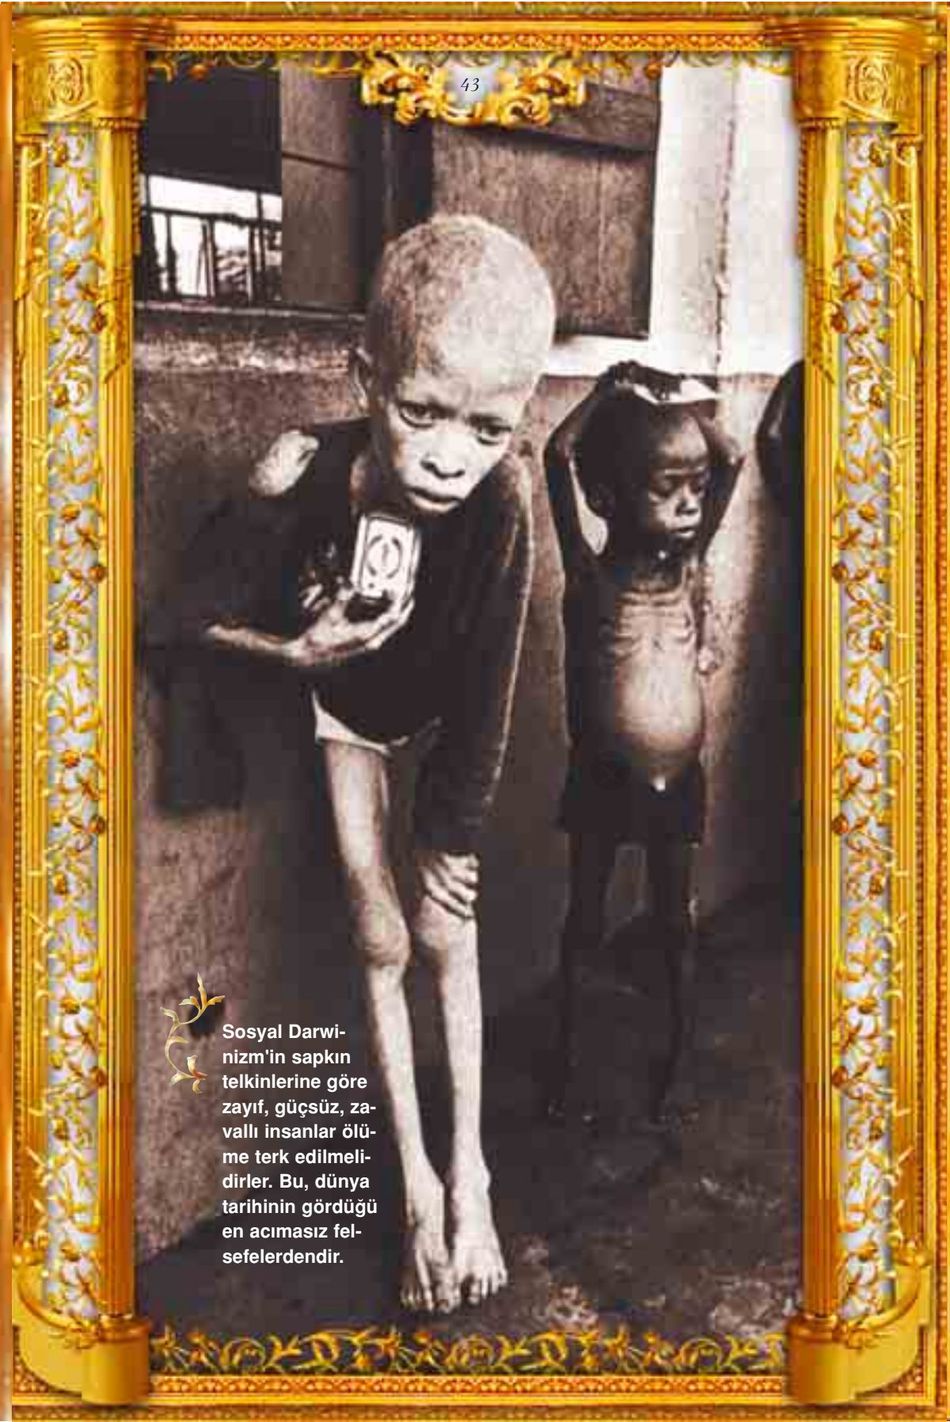 43
Sosyal Darwi-
nizm'in sapkın
telkinlerine göre
zayıf, güçsüz, za-
vallı insanlar ölü-
me terk edilmeli-
dirler. Bu, dünya
tarihinin gördüğü
en acımasız fel-
sefelerdendir.